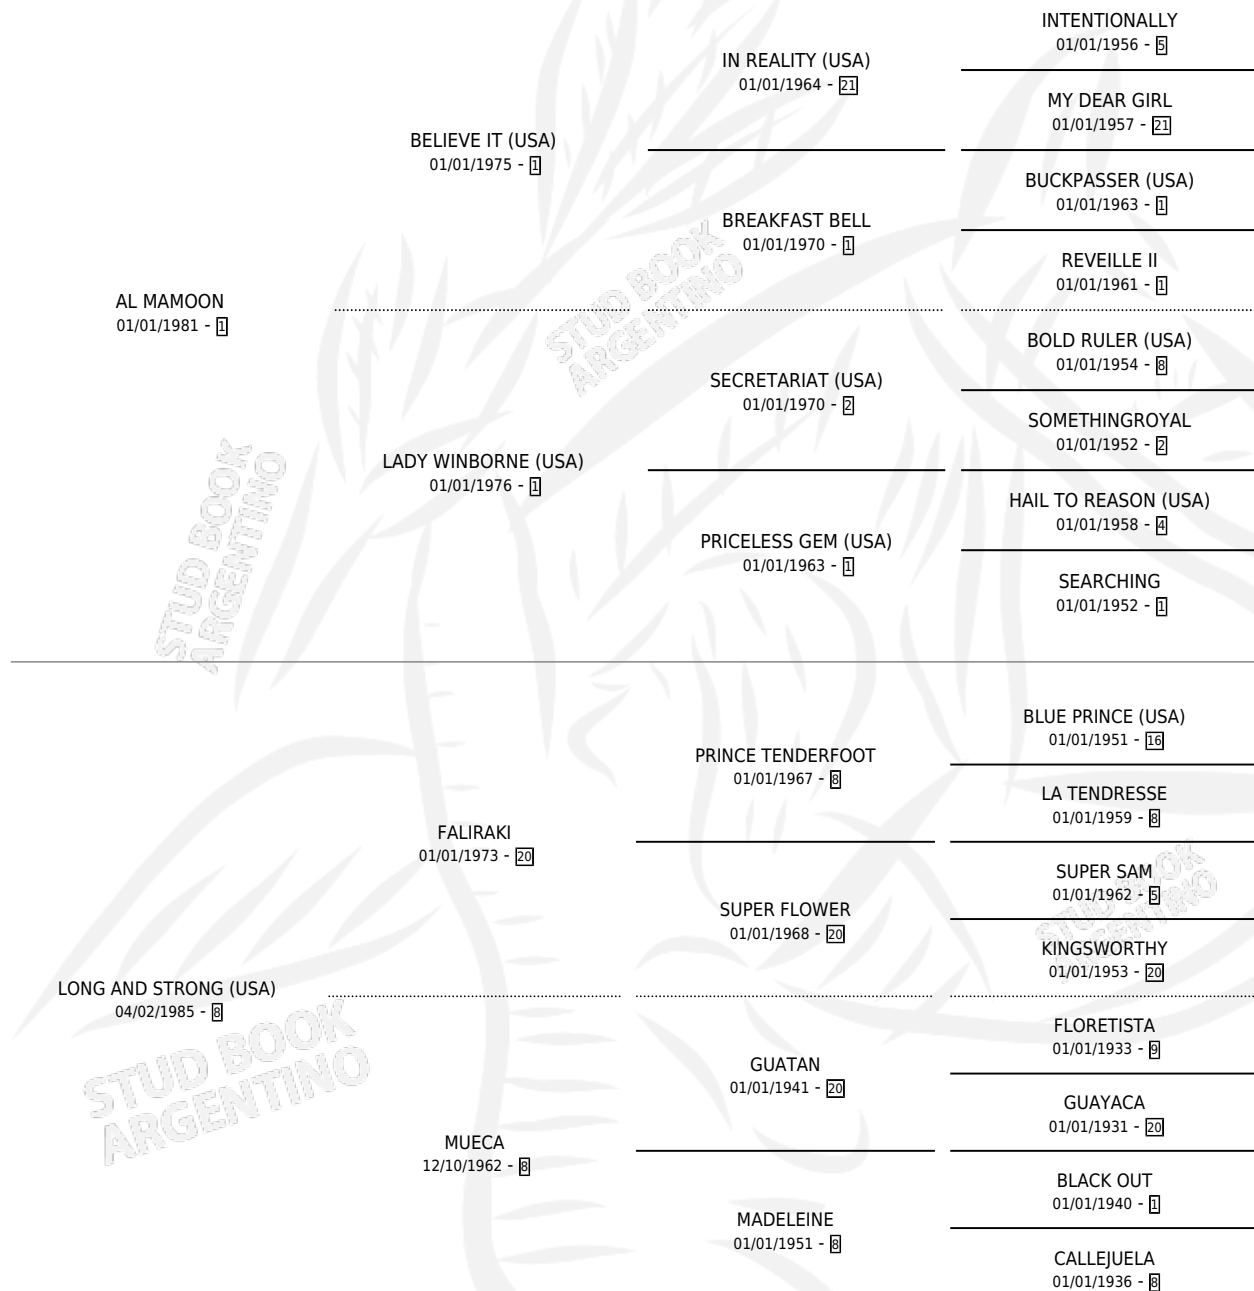 INTENTIONALLY
01/01/1956 - 5
IN REALITY (USA)
01/01/1964 - 21
MY DEAR GIRL
01/01/1957 - 21
BELIEVE IT (USA)
01/01/1975 - 1
BUCKPASSER (USA)
01/01/1963 - 1
BREAKFAST BELL
01/01/1970 - 1
REVEILLE II
01/01/1961 - 1
AL MAMOON
01/01/1981 - 1
BOLD RULER (USA)
01/01/1954 - 8
SECRETARIAT (USA)
01/01/1970 - 2
SOMETHINGROYAL
01/01/1952 - 2
LADY WINBORNE (USA)
01/01/1976 - 1
HAIL TO REASON (USA)
01/01/1958 - 4
PRICELESS GEM (USA)
01/01/1963 - 1
SEARCHING
01/01/1952 - 1
BLUE PRINCE (USA)
01/01/1951 - 16
PRINCE TENDERFOOT
01/01/1967 - 8
LA TENDRESSE
01/01/1959 - 8
FALIRAKI
01/01/1973 - 20
SUPER SAM
01/01/1962 - 5
SUPER FLOWER
01/01/1968 - 20
KINGSWORTHY
01/01/1953 - 20
LONG AND STRONG (USA)
04/02/1985 - 8
FLORETISTA
01/01/1933 - 9
GUATAN
01/01/1941 - 20
GUAYACA
01/01/1931 - 20
MUECA
12/10/1962 - 8
BLACK OUT
01/01/1940 - 1
MADELEINE
01/01/1951 - 8
CALLEJUELA
01/01/1936 - 8
STUD BOOK
ARGENTINO
STUD BOOK
ARGENTINO
STUD BOOK
ARGENTINO
STUD BOOK
ARGENTINO